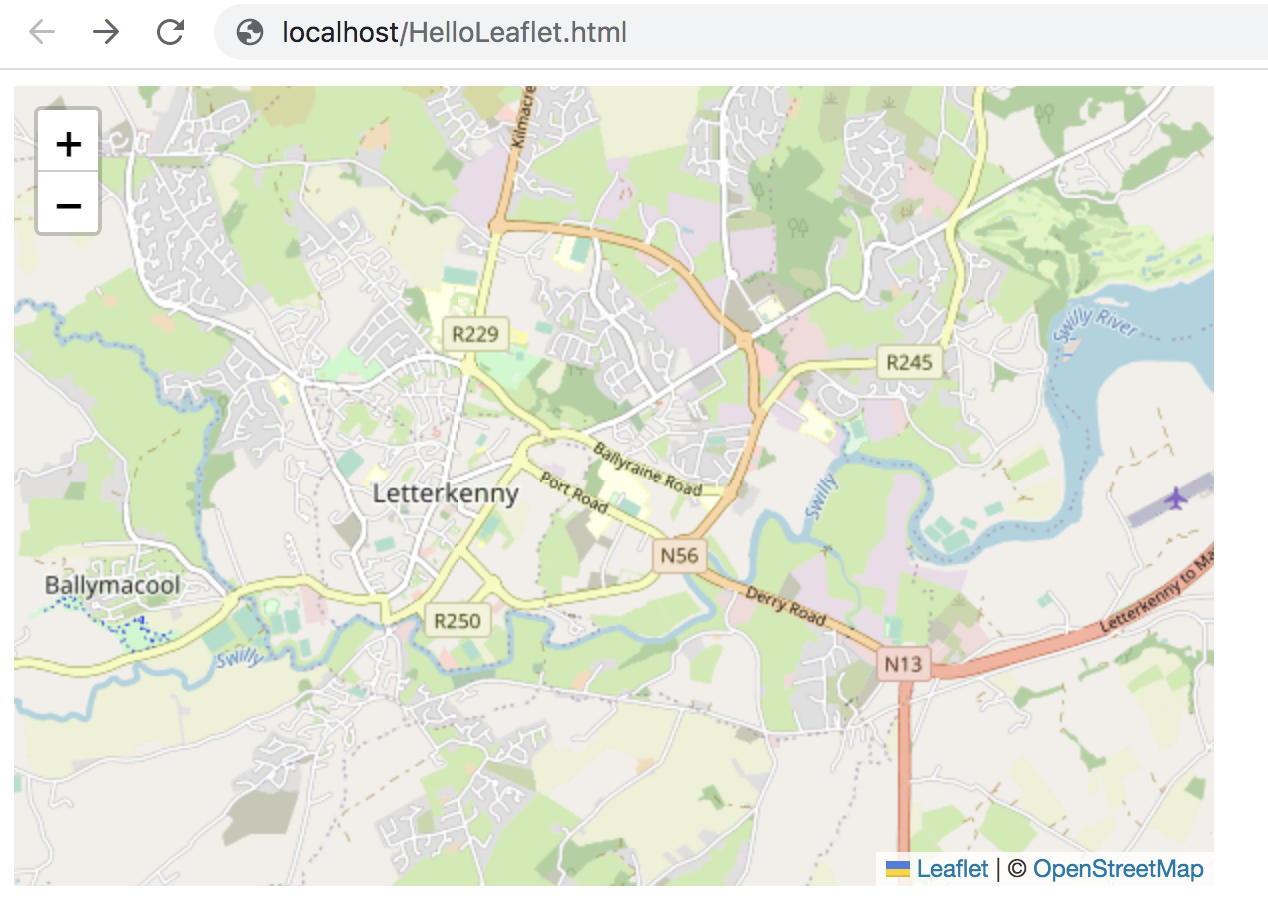 localhost/HelloLeaflet.html
+
−
Kilmacre
Swilly River
R229
R245
Ballyraine Road
Port Road
Letterkenny
Swilly
N56
Ballymacool
Derry Road
Letterkenny to Ma
R250
Swilly
N13
Leaflet | © OpenStreetMap